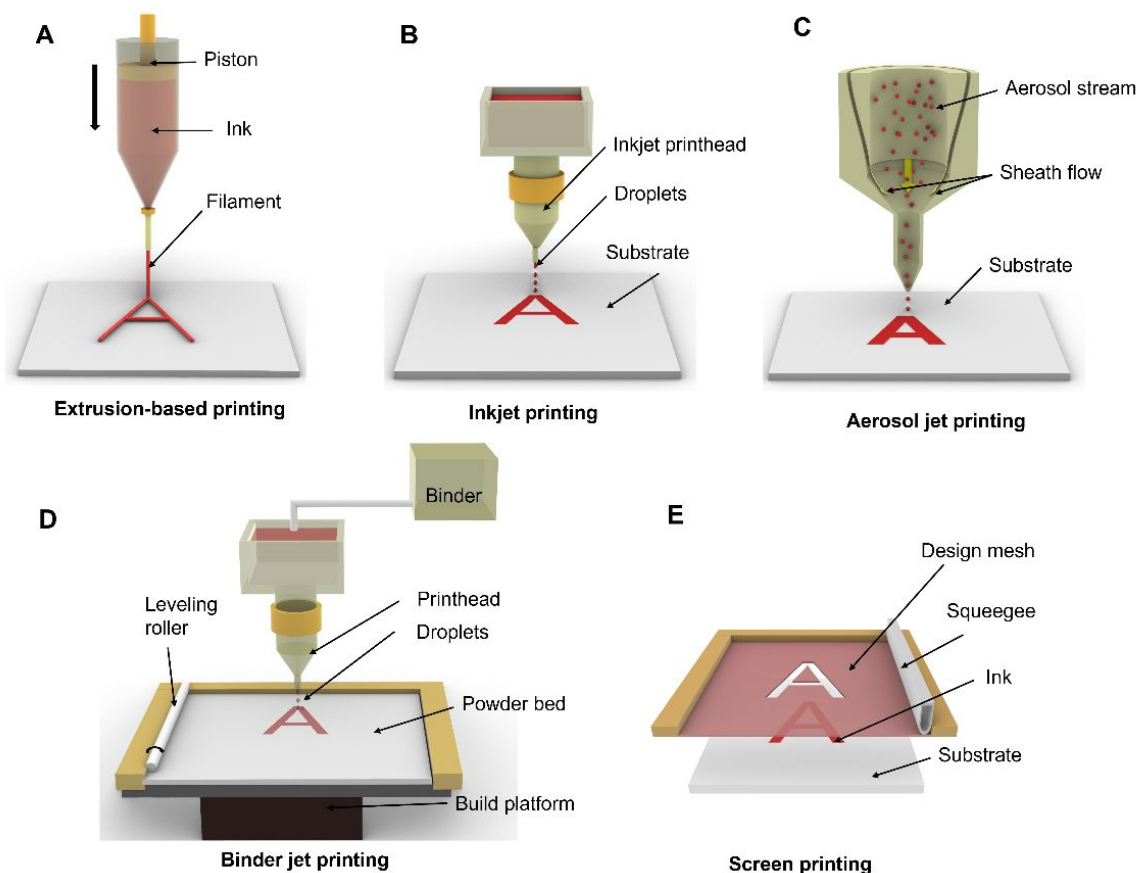 A
Piston
Ink
Filament
Extrusion-based printing
B
Inkjet printhead
Droplets
Substrate
Inkjet printing
C
Aerosol stream
Sheath flow
Substrate
Aerosol jet printing
D
Binder
Leveling
roller
Printhead
Droplets
Powder bed
Build platform
Binder jet printing
E
Design mesh
Squeegee
Ink
Substrate
Screen printing